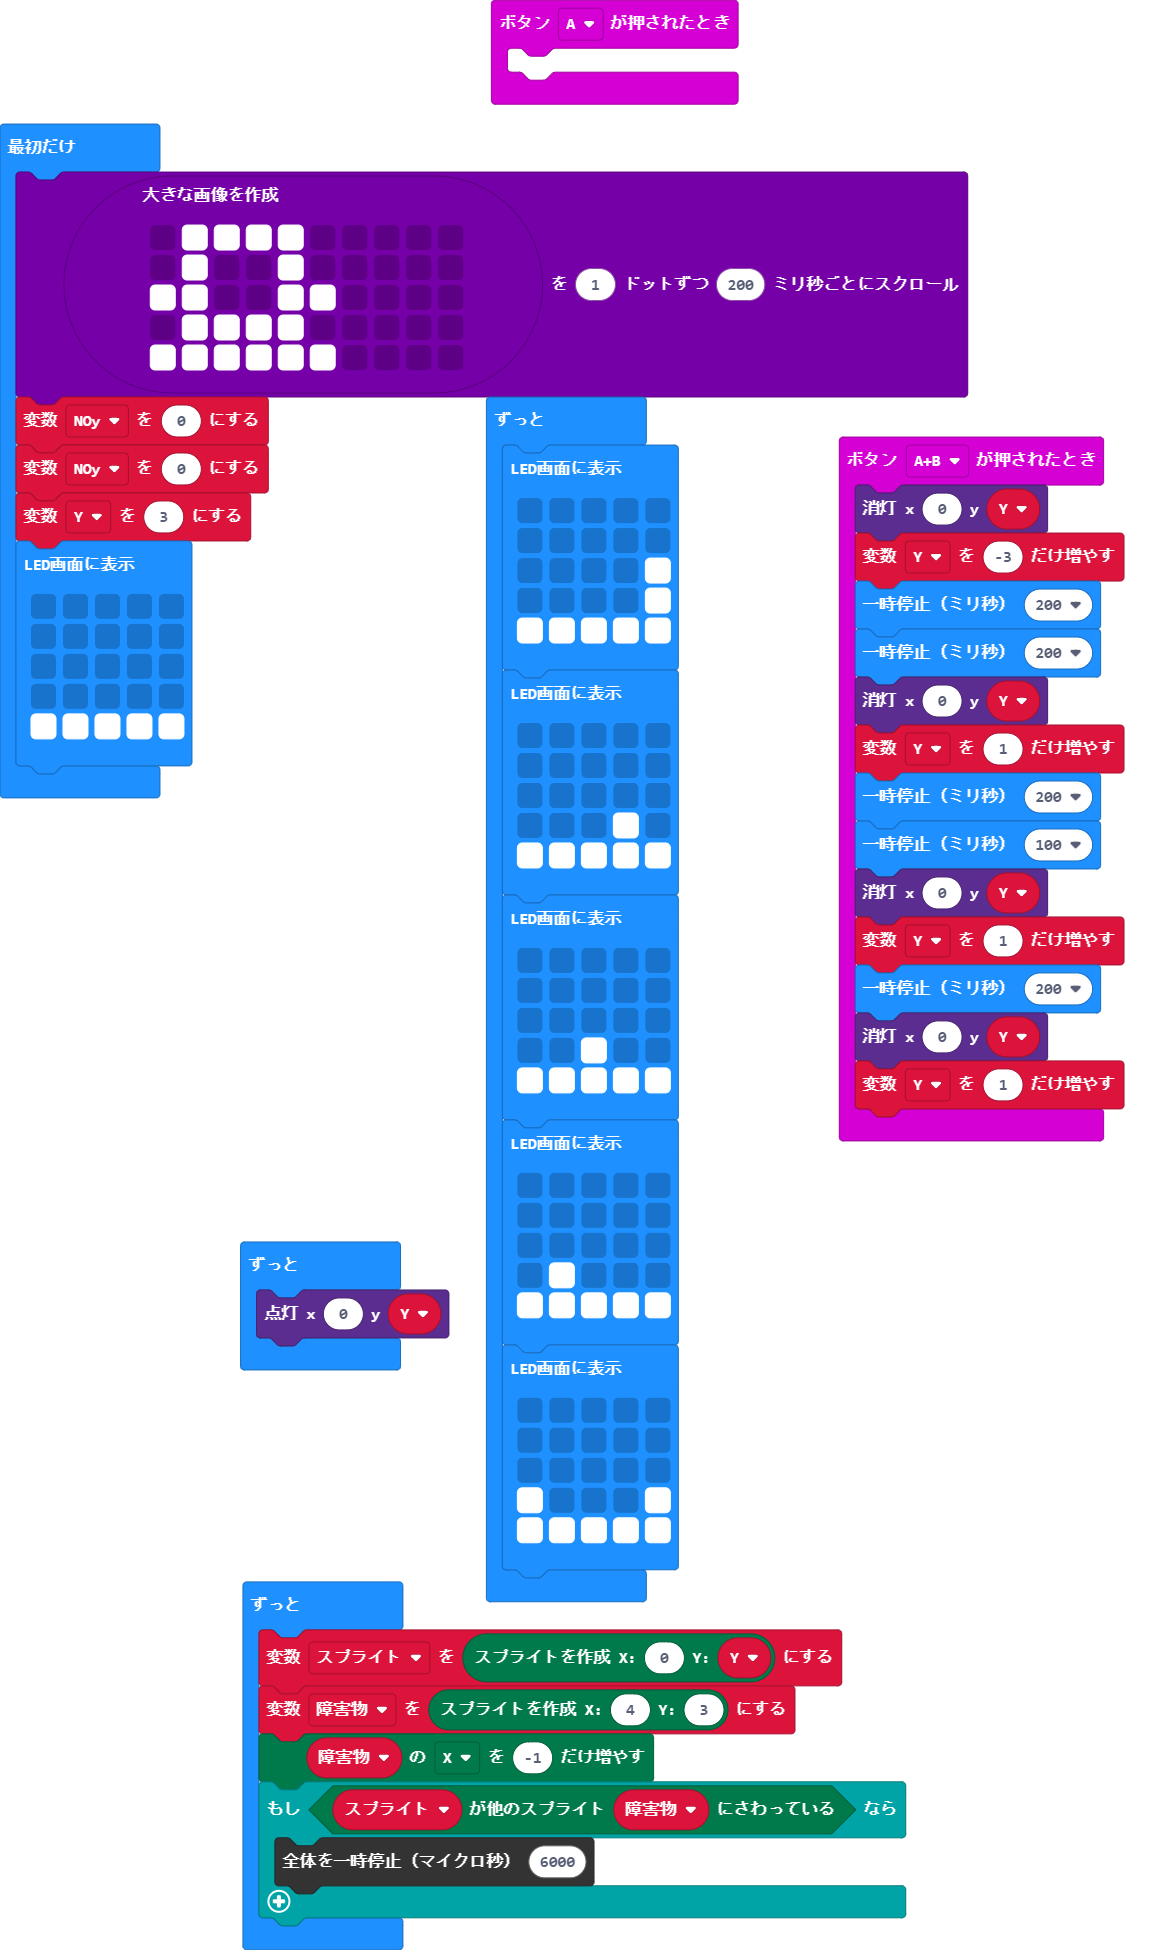 ボタン A が押されたとき
最初だけ
大きな画像を作成
を 1 ドットずつ 200 ミリ秒ごとにスクロール
変数 NOy を 0 にする
変数 NOy を 0 にする
変数 Y を 3 にする
LED画面に表示
ずっと
LED画面に表示
LED画面に表示
LED画面に表示
LED画面に表示
LED画面に表示
ボタン A+B が押されたとき
消灯 x 0 y Y
変数 Y を -3 だけ増やす
一時停止（ミリ秒） 200
一時停止（ミリ秒） 200
消灯 x 0 y Y
変数 Y を 1 だけ増やす
一時停止（ミリ秒） 200
一時停止（ミリ秒） 100
消灯 x 0 y Y
変数 Y を 1 だけ増やす
一時停止（ミリ秒） 200
消灯 x 0 y Y
変数 Y を 1 だけ増やす
ずっと
点灯 x 0 y Y
ずっと
変数 スプライト を スプライトを作成 X: 0 Y: Y にする
変数 障害物 を スプライトを作成 X: 4 Y: 3 にする
障害物 の X を -1 だけ増やす
もし スプライト が他のスプライト 障害物 にさわっている なら
全体を一時停止（マイクロ秒） 6000